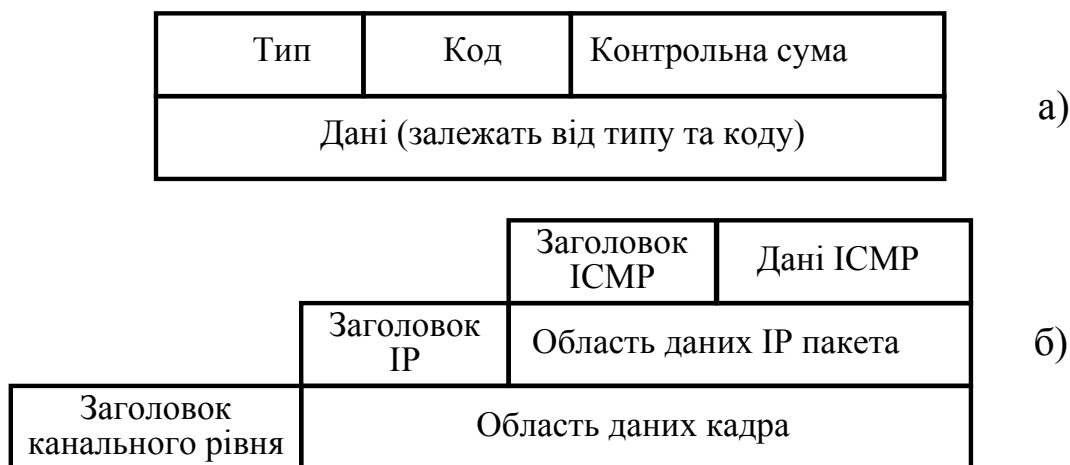 Тип
Код
Контрольна сума
Дані (залежать від типу та коду)
а)
Заголовок
ICMP
Дані ICMP
Заголовок
IP
Область даних IP пакета
б)
Заголовок
канального рівня
Область даних кадра